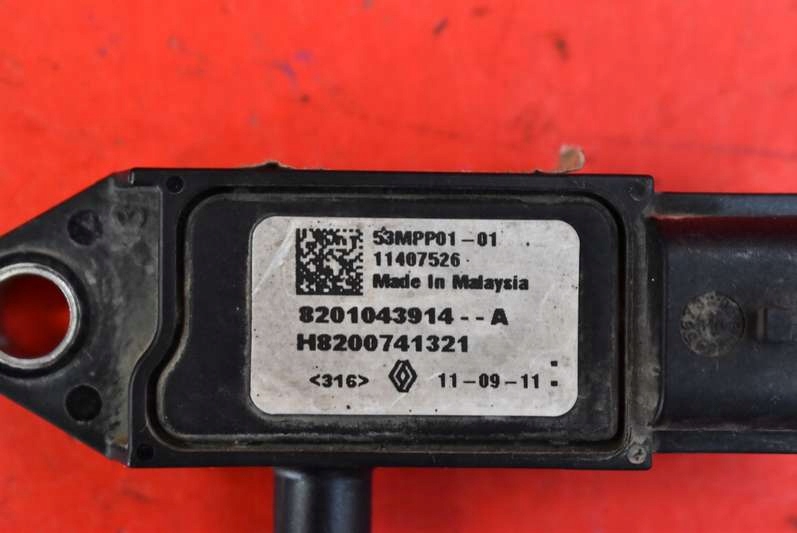 53MPP01-01
11407526
Made In Malaysia
8201043914--A
H8200741321
<316> 11-09-11